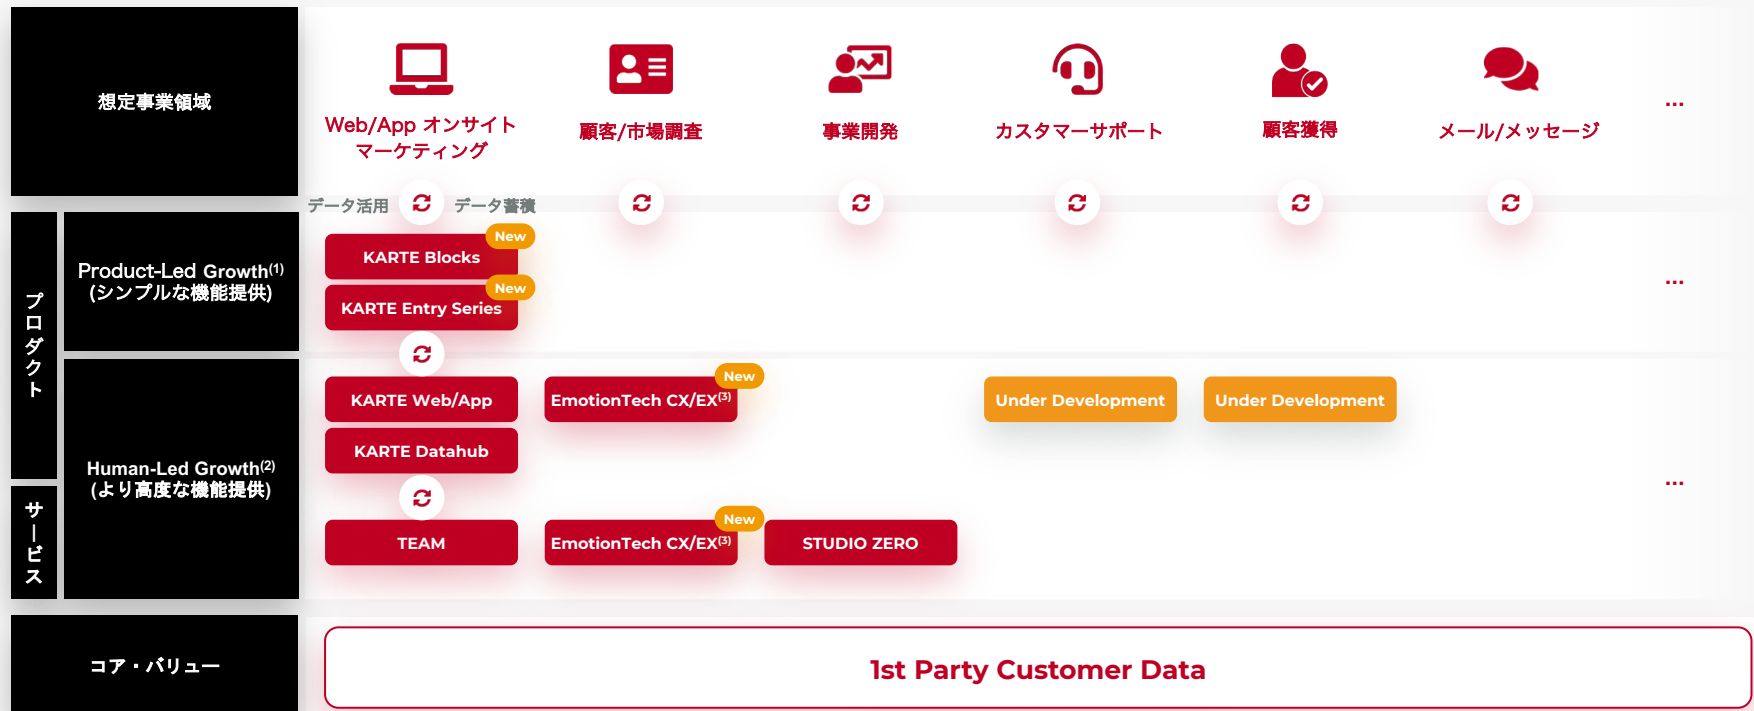 想定事業領域
Web/App オンサイト
マーケティング
顧客/市場調査
事業開発
カスタマーサポート
顧客獲得
メール/メッセージ
...
データ活用
データ蓄積
プロダクト
Product-Led Growth(1)
(シンプルな機能提供)
New
KARTE Blocks
New
KARTE Entry Series
...
Human-Led Growth(2)
(より高度な機能提供)
KARTE Web/App
New
EmotionTech CX/EX(3)
Under Development
Under Development
KARTE Datahub
...
サービス
TEAM
New
EmotionTech CX/EX(3)
STUDIO ZERO
コア・バリュー
1st Party Customer Data